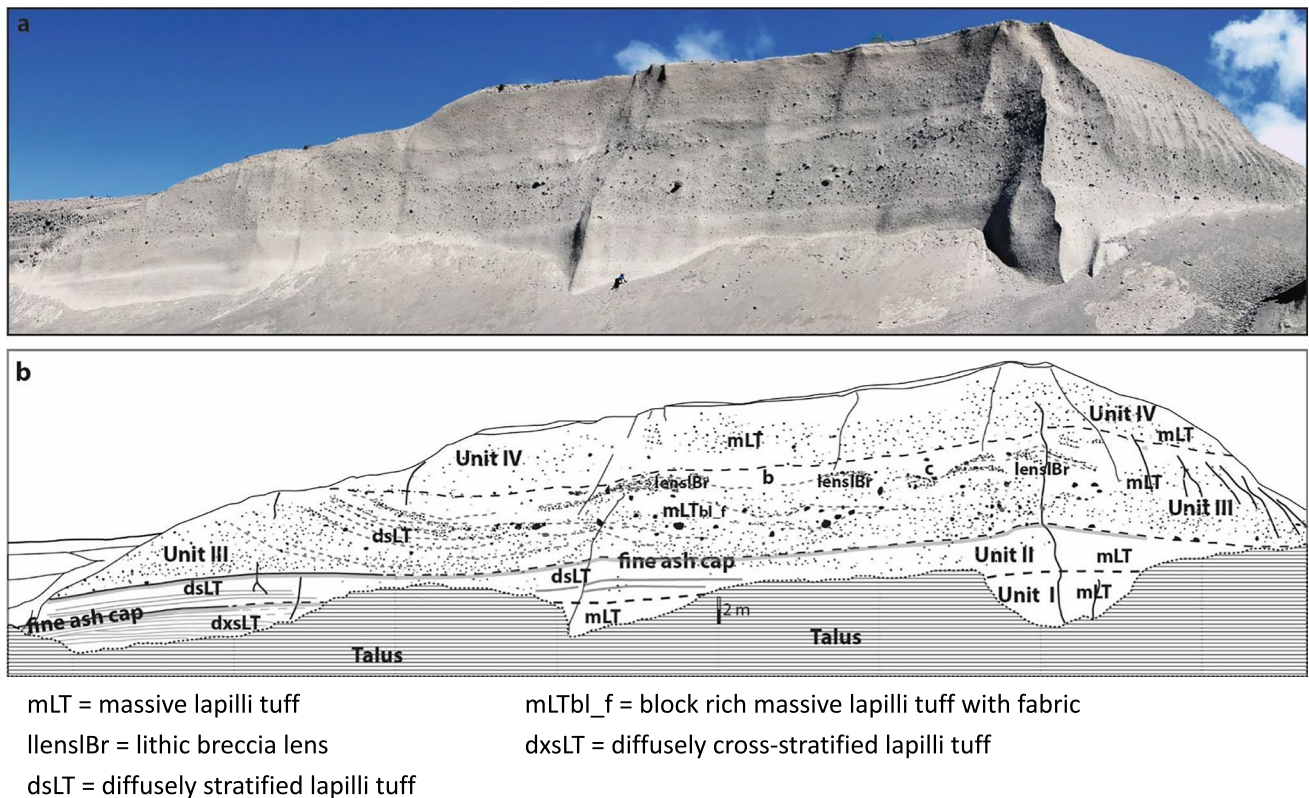 a
b
Unit IV
mLT
Unit IV
mLT
lenslBr
b
lenslBr
c
lenslBr
mLT
mLTbl_f
Unit III
dsLT
Unit III
fine ash cap
Unit II
mLT
dsLT
dsLT
Unit I
mLT
fine ash cap
dxsLT
mLT
2 m
Talus
Talus
mLT = massive lapilli tuff
llenslBr = lithic breccia lens
dsLT = diffusely stratified lapilli tuff
mLTbl_f = block rich massive lapilli tuff with fabric
dxsLT = diffusely cross-stratified lapilli tuff